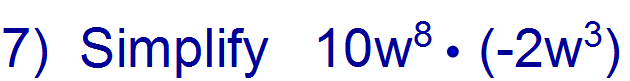 7) Simplify 10w⁸ • (-2w³)